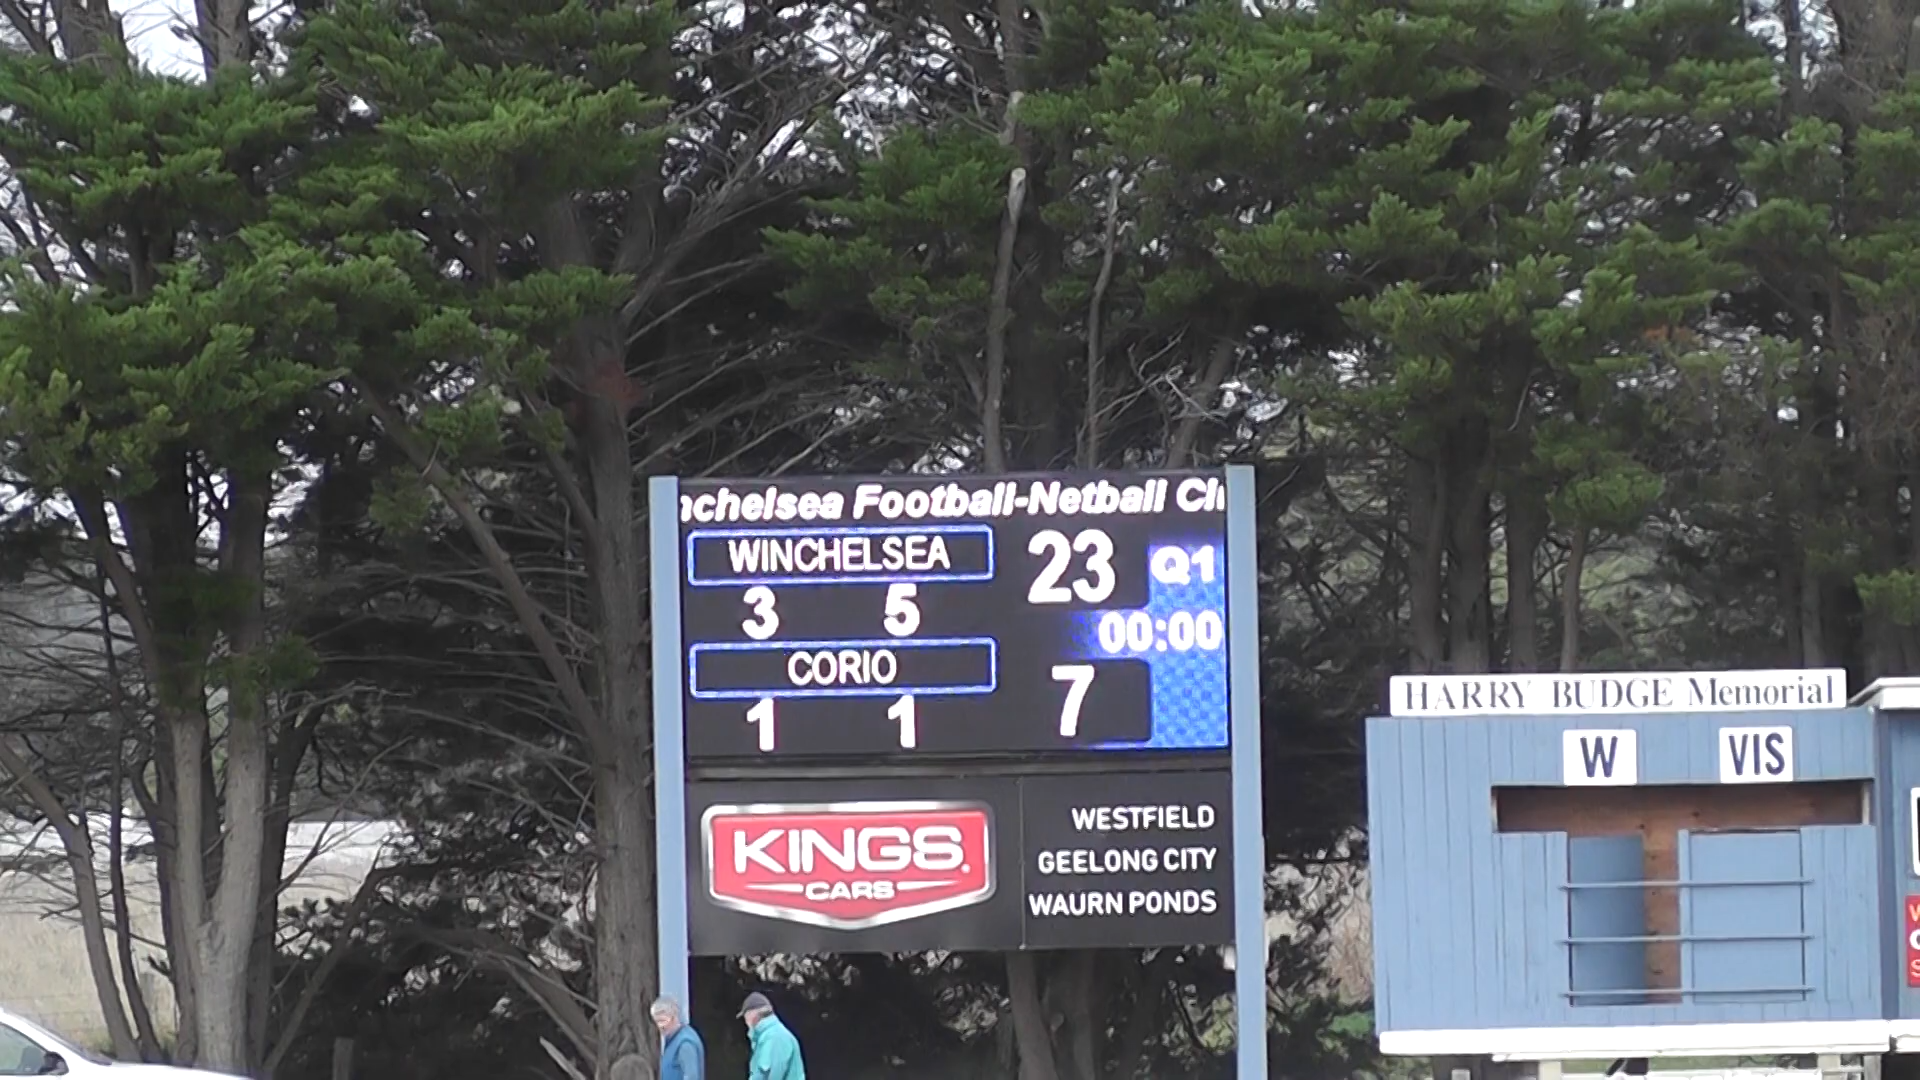 nchelsea Football-Netball Cl
WINCHELSEA 23 Q1
3 5
00:00
CORIO 7
1 1
KINGS
CARS
WESTFIELD
GEELONG CITY
WAURN PONDS
HARRY BUDGE Memorial
W VIS